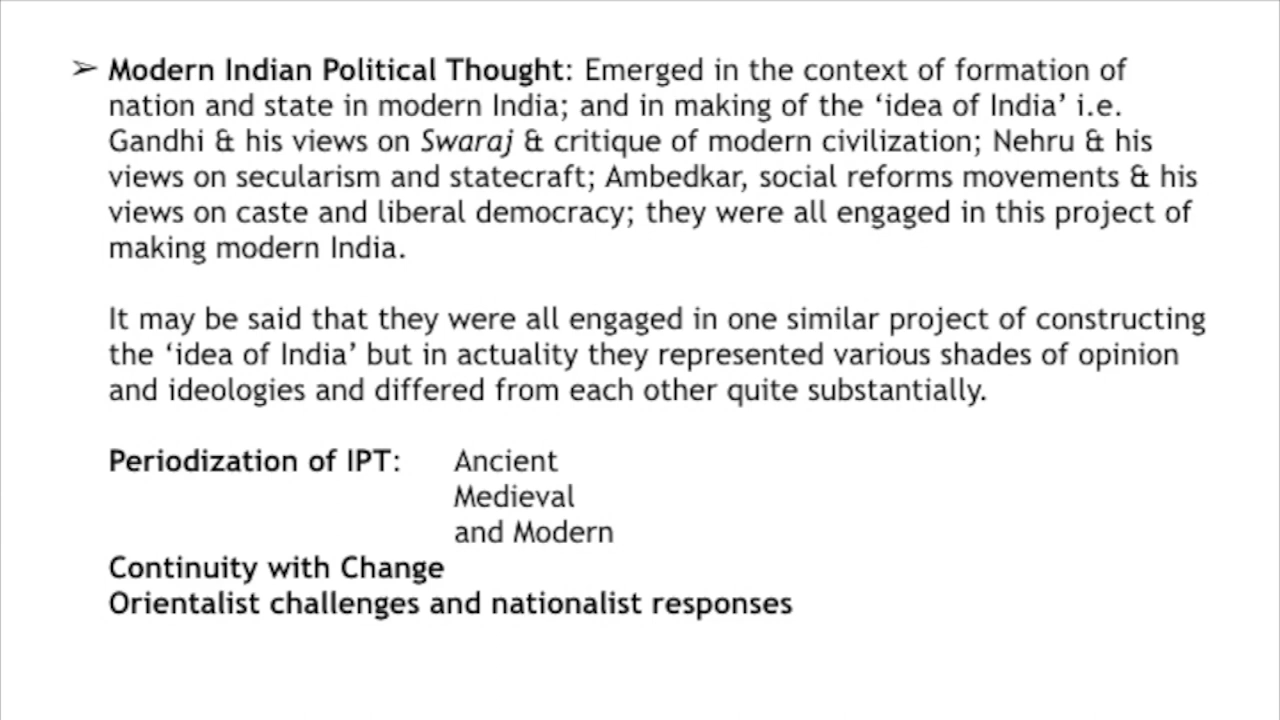 ➢ Modern Indian Political Thought: Emerged in the context of formation of
nation and state in modern India; and in making of the ‘idea of India’ i.e.
Gandhi & his views on Swaraj & critique of modern civilization; Nehru & his
views on secularism and statecraft; Ambedkar, social reforms movements & his
views on caste and liberal democracy; they were all engaged in this project of
making modern India.
It may be said that they were all engaged in one similar project of constructing
the ‘idea of India’ but in actuality they represented various shades of opinion
and ideologies and differed from each other quite substantially.
Periodization of IPT: Ancient
Medieval
and Modern
Continuity with Change
Orientalist challenges and nationalist responses